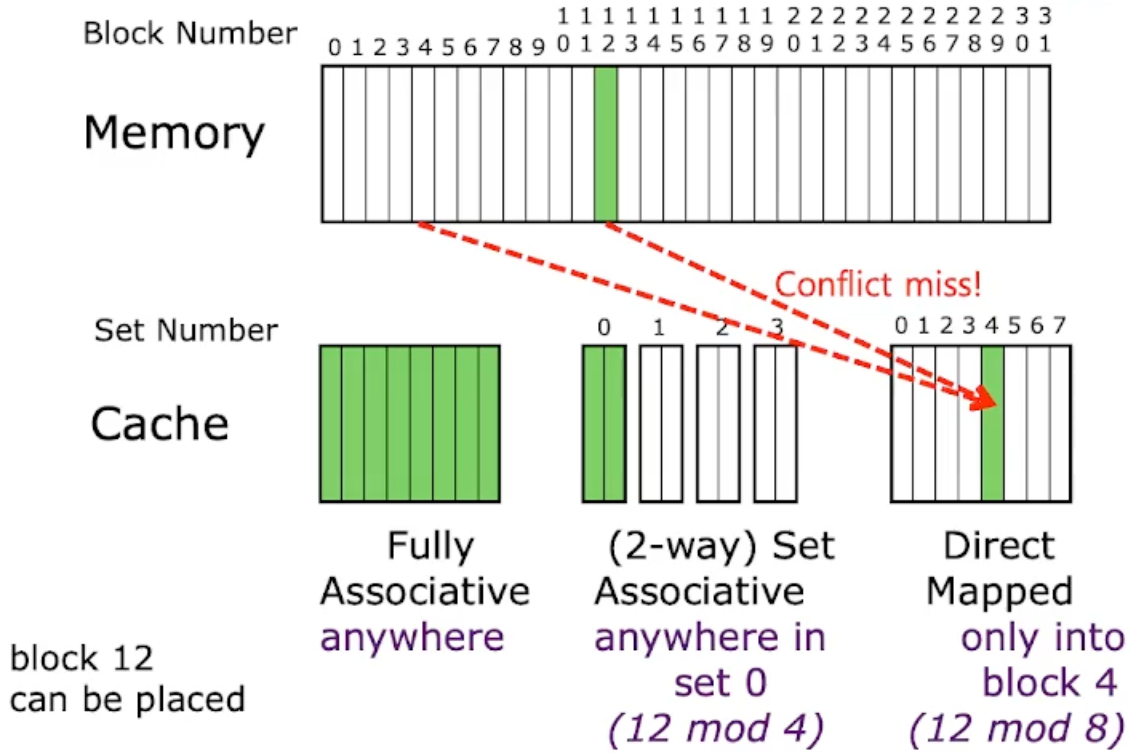 Block Number
0 1 2 3 4 5 6 7 8 9 10 11 12 13 14 15 16 17 18 19 20 21 22 23 24 25 26 27 28 29 30 31
Memory
Conflict miss!
Set Number
0 1 2 3
0 1 2 3 4 5 6 7
Cache
Fully
Associative
anywhere
(2-way) Set
Associative
anywhere in
set 0
(12 mod 4)
Direct
Mapped
only into
block 4
(12 mod 8)
block 12
can be placed